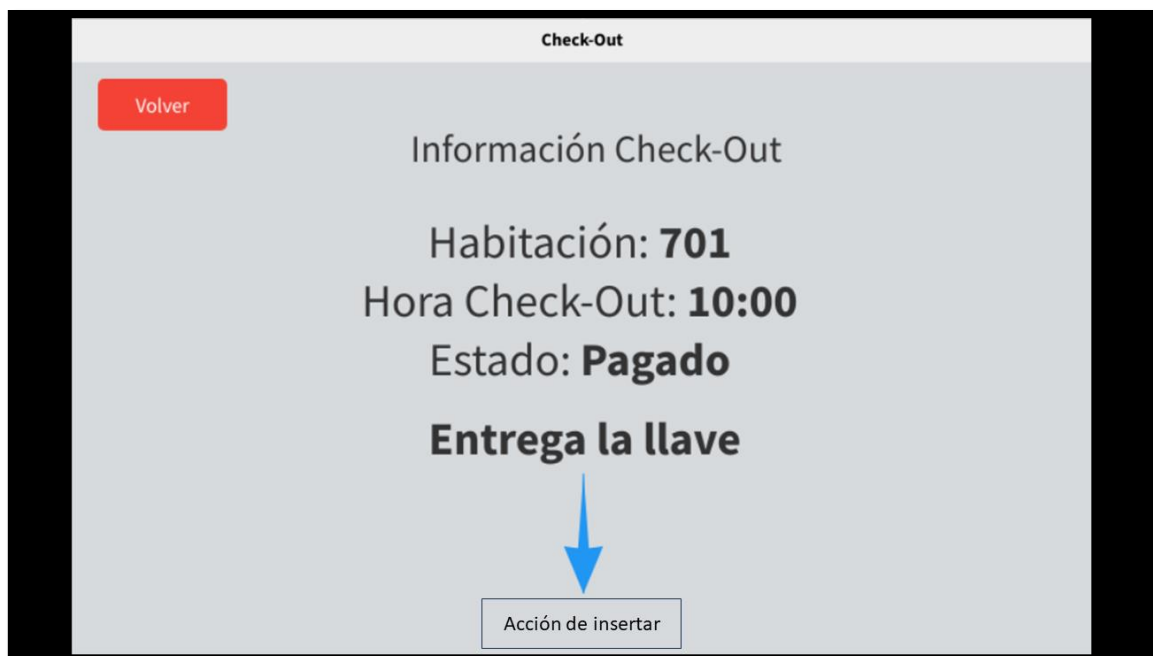 Check-Out
Volver
Información Check-Out
Habitación: 701
Hora Check-Out: 10:00
Estado: Pagado
Entrega la llave
Acción de insertar